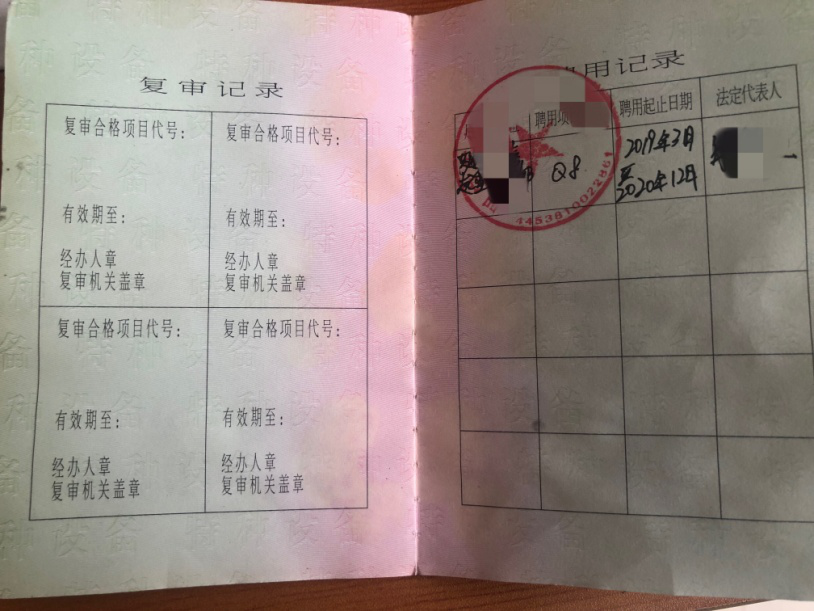 复审记录
复审合格项目代号：
复审合格项目代号：
有效期至：
有效期至：
经办人章
经办人章
复审机关盖章
复审机关盖章
复审合格项目代号：
复审合格项目代号：
有效期至：
有效期至：
经办人章
经办人章
复审机关盖章
复审机关盖章
用记录
聘用项
聘用起止日期
法定代表人
Q8
2019年3月
至
2020年12月
4453810022861